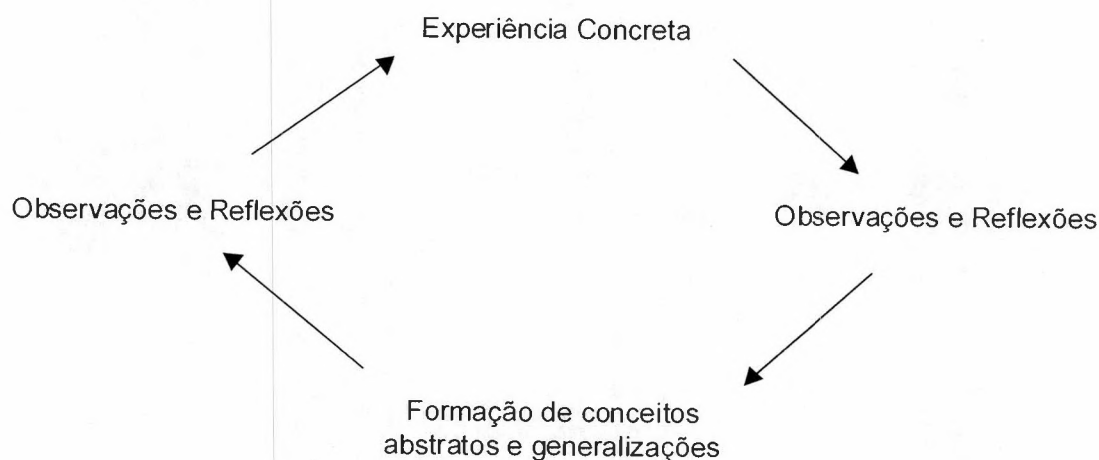 Experiência Concreta
Observações e Reflexões
Observações e Reflexões
Formação de conceitos
abstratos e generalizações